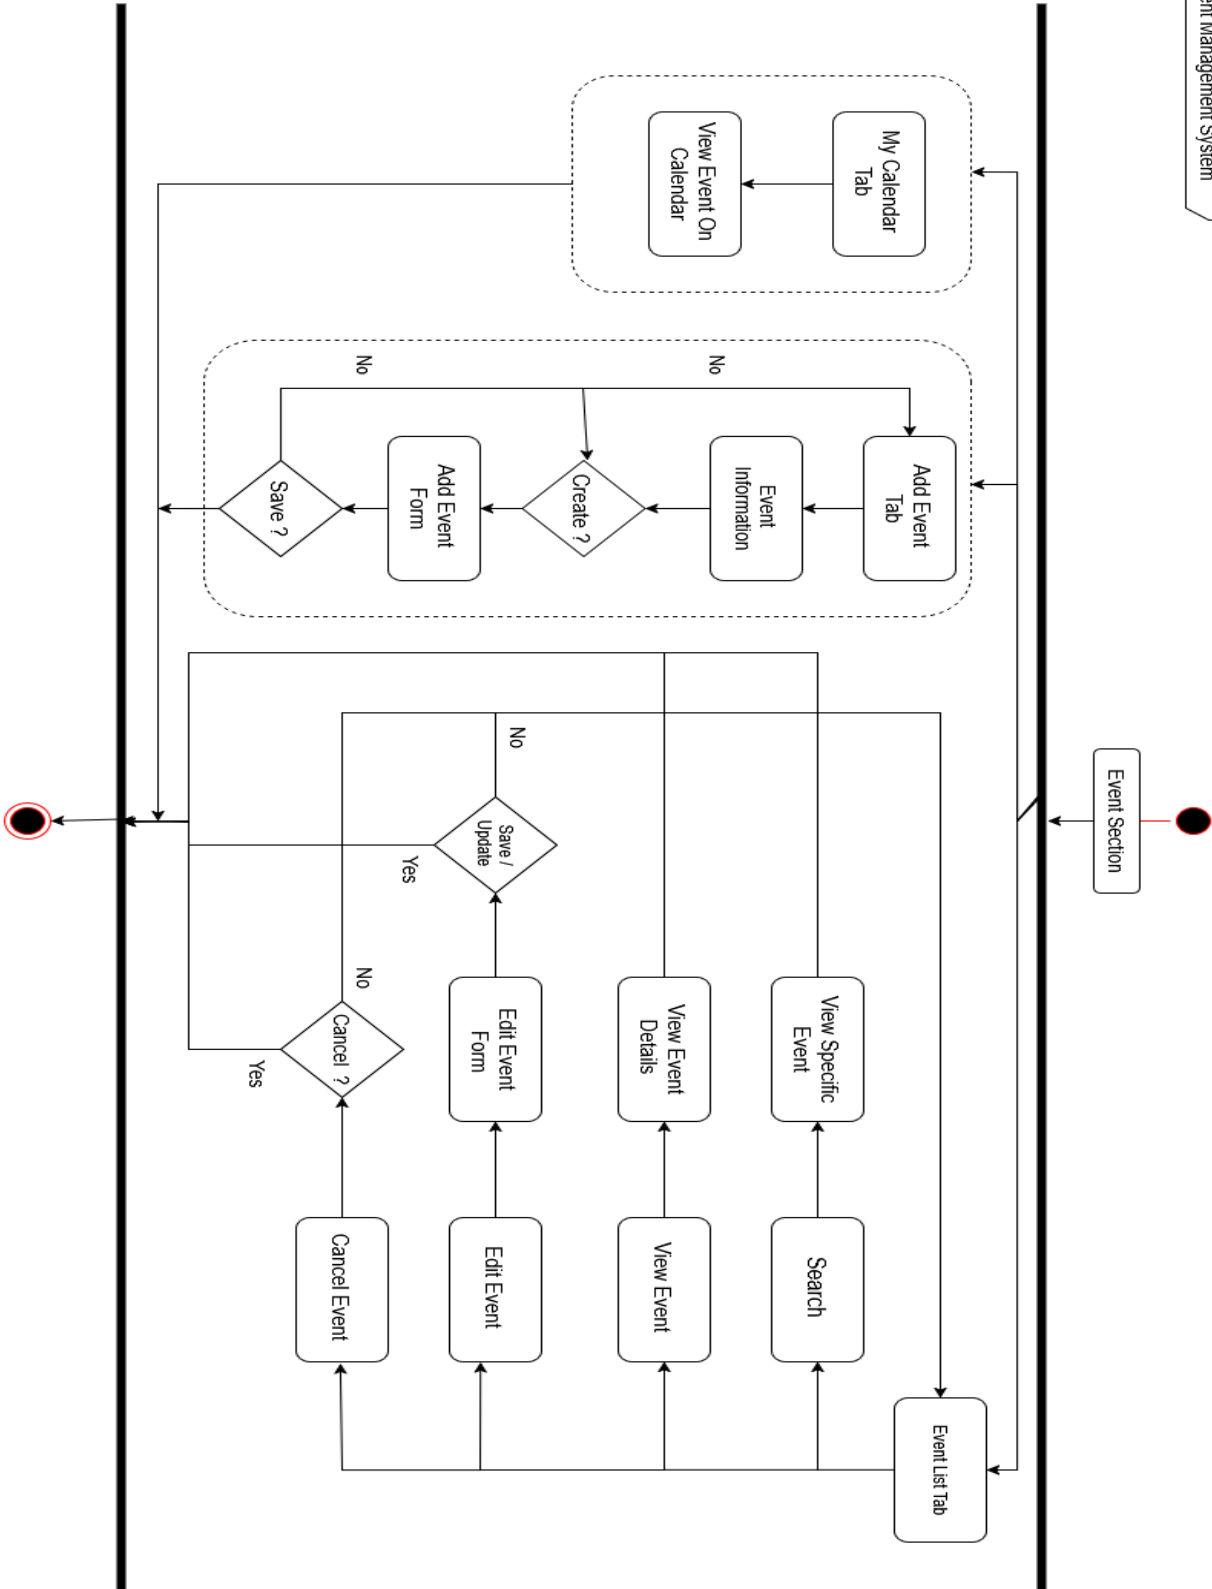 Management System
Event Section
My Calendar
Tab
View Event On
Calendar
Add Event
Tab
Event
Information
Create ?
Add Event
Form
Save ?
No
No
Event List Tab
Search
View Specific
Event
View Event
View Event
Details
Edit Event
Edit Event
Form
Save /
Update
No
Yes
Cancel Event
Cancel ?
No
Yes